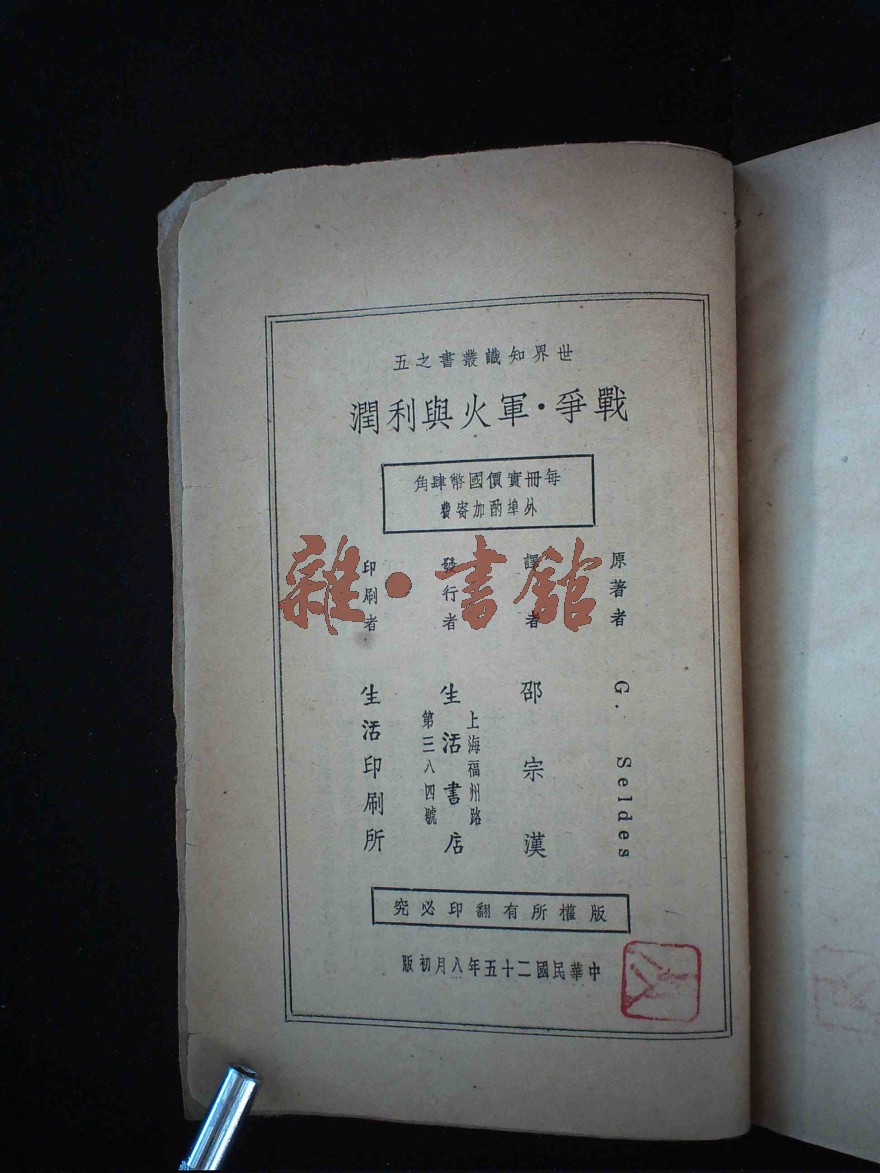 世界知識叢書之五
戰爭·軍火與利潤
每冊實價國幣肆角
外埠酌加寄費
原著者 G. Seldes
譯者 邵宗漢
發行者 生活書店
上海福州路
第三八四號
印刷者 生活印刷所
雜·書館
版權所有翻印必究
中華民國二十五年八月初版